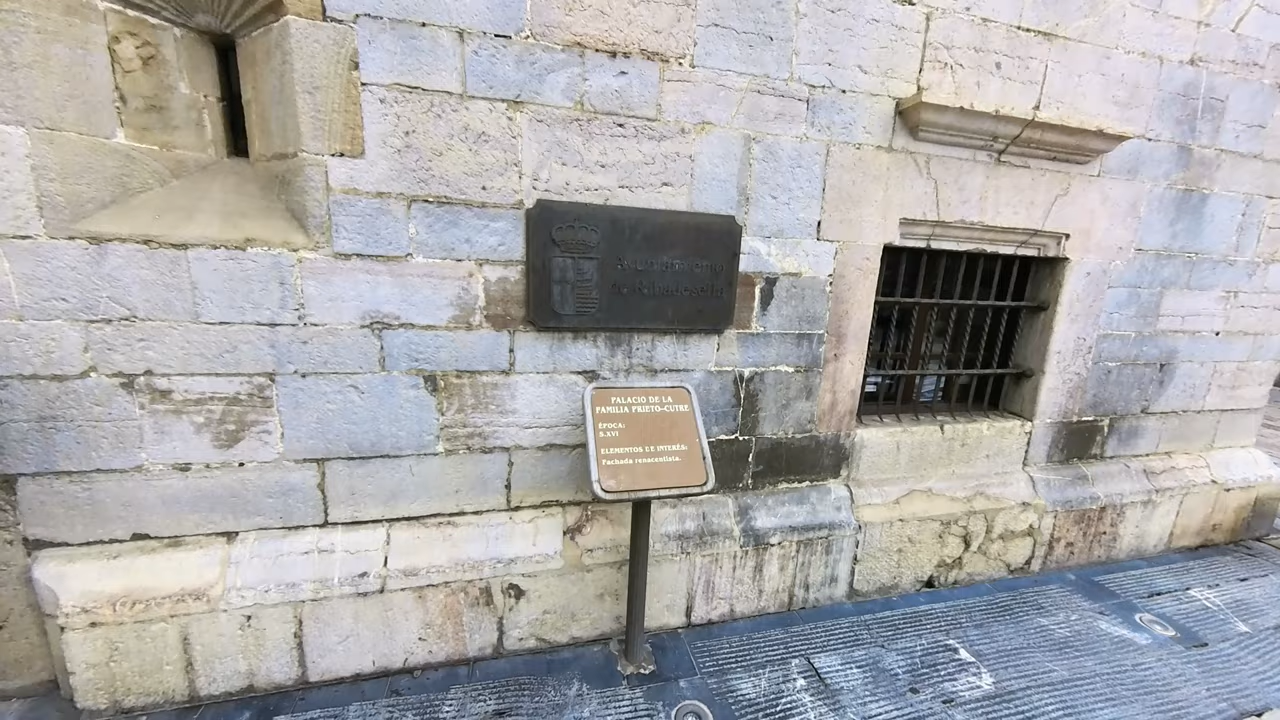 Ayuntamiento
de Ribadesella
PALACIO DE LA
FAMILIA PRIETO-CUTRE
ÉPOCA:
S.XVI
ELEMENTOS DE INTERÉS:
Fachada renacentista.